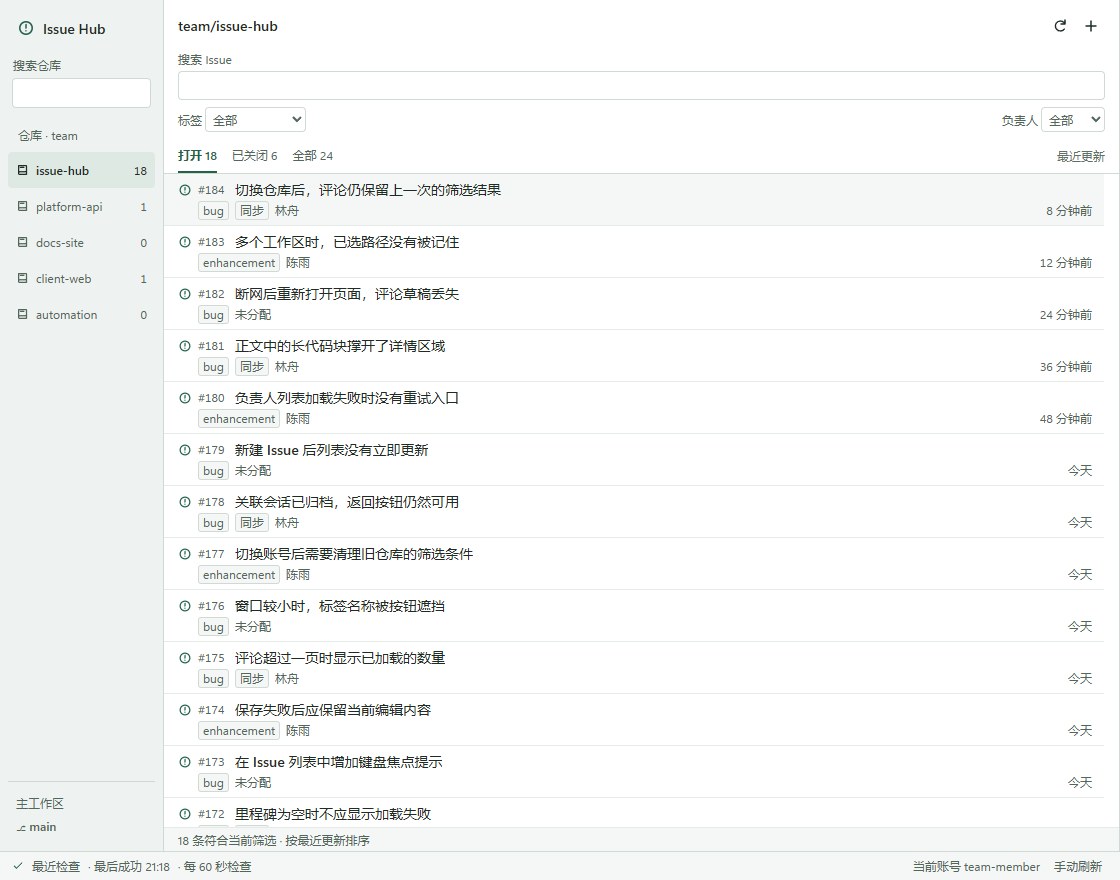 Issue Hub
搜索仓库
仓库 · team
issue-hub 18
platform-api 1
docs-site 0
client-web 1
automation 0
主工作区
main
team/issue-hub
搜索 Issue
标签 全部 负责人 全部
打开 18 已关闭 6 全部 24 最近更新
#184 切换仓库后，评论仍保留上一次的筛选结果
bug 同步 林舟 8 分钟前
#183 多个工作区时，已选路径没有被记住
enhancement 陈雨 12 分钟前
#182 断网后重新打开页面，评论草稿丢失
bug 未分配 24 分钟前
#181 正文中的长代码块撑开了详情区域
bug 同步 林舟 36 分钟前
#180 负责人列表加载失败时没有重试入口
enhancement 陈雨 48 分钟前
#179 新建 Issue 后列表没有立即更新
bug 未分配 今天
#178 关联会话已归档，返回按钮仍然可用
bug 同步 林舟 今天
#177 切换账号后需要清理旧仓库的筛选条件
enhancement 陈雨 今天
#176 窗口较小时，标签名称被按钮遮挡
bug 未分配 今天
#175 评论超过一页时显示已加载的数量
bug 同步 林舟 今天
#174 保存失败后应保留当前编辑内容
enhancement 陈雨 今天
#173 在 Issue 列表中增加键盘焦点提示
bug 未分配 今天
#172 里程碑为空时不应显示加载失败
18 条符合当前筛选 · 按最近更新排序
最近检查 · 最后成功 21:18 · 每 60 秒检查 当前账号 team-member 手动刷新